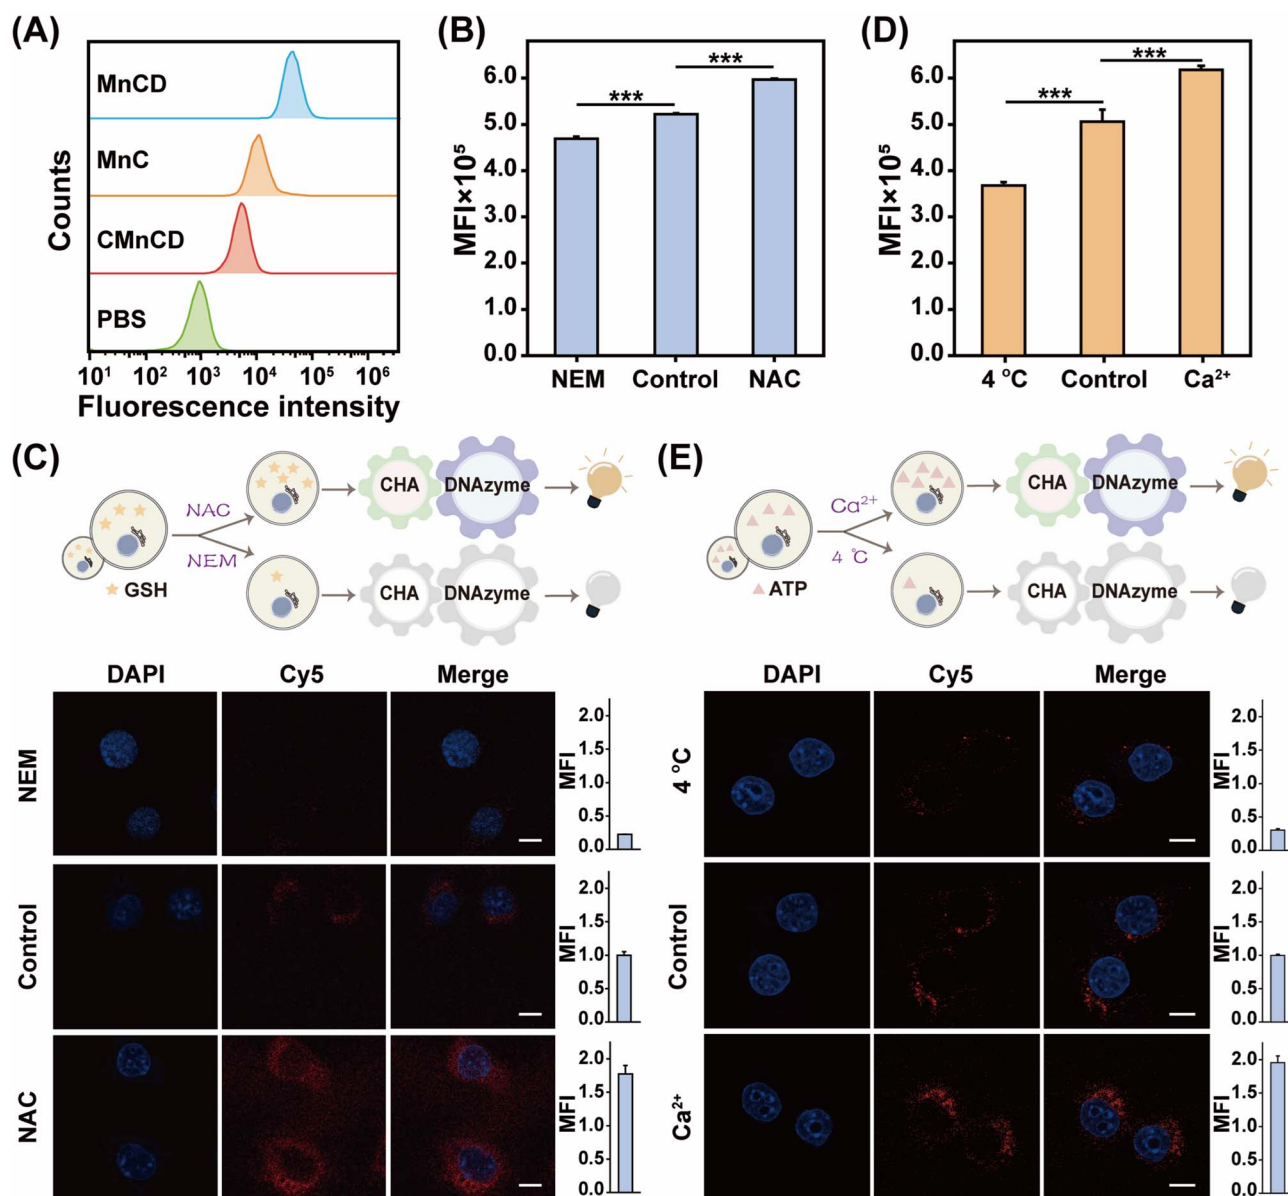 (A)
MnCD
MnC
CMnCD
PBS
Counts
10¹ 10² 10³ 10⁴ 10⁵ 10⁶
Fluorescence intensity
(B)
***
***
6.0
5.0
4.0
3.0
2.0
1.0
0.0
MFI×10⁵
NEM Control NAC
(D)
***
***
6.0
5.0
4.0
3.0
2.0
1.0
0.0
MFI×10⁵
4 °C Control Ca²⁺
(C)
NAC
NEM
GSH
CHA DNAzyme
CHA DNAzyme
DAPI Cy5 Merge
NEM
2.0
1.5
1.0
0.5
0.0
MFI
Control
2.0
1.5
1.0
0.5
0.0
MFI
NAC
2.0
1.5
1.0
0.5
0.0
MFI
(E)
Ca²⁺
4 °C
ATP
CHA DNAzyme
CHA DNAzyme
DAPI Cy5 Merge
4 °C
2.0
1.5
1.0
0.5
0.0
MFI
Control
2.0
1.5
1.0
0.5
0.0
MFI
Ca²⁺
2.0
1.5
1.0
0.5
0.0
MFI